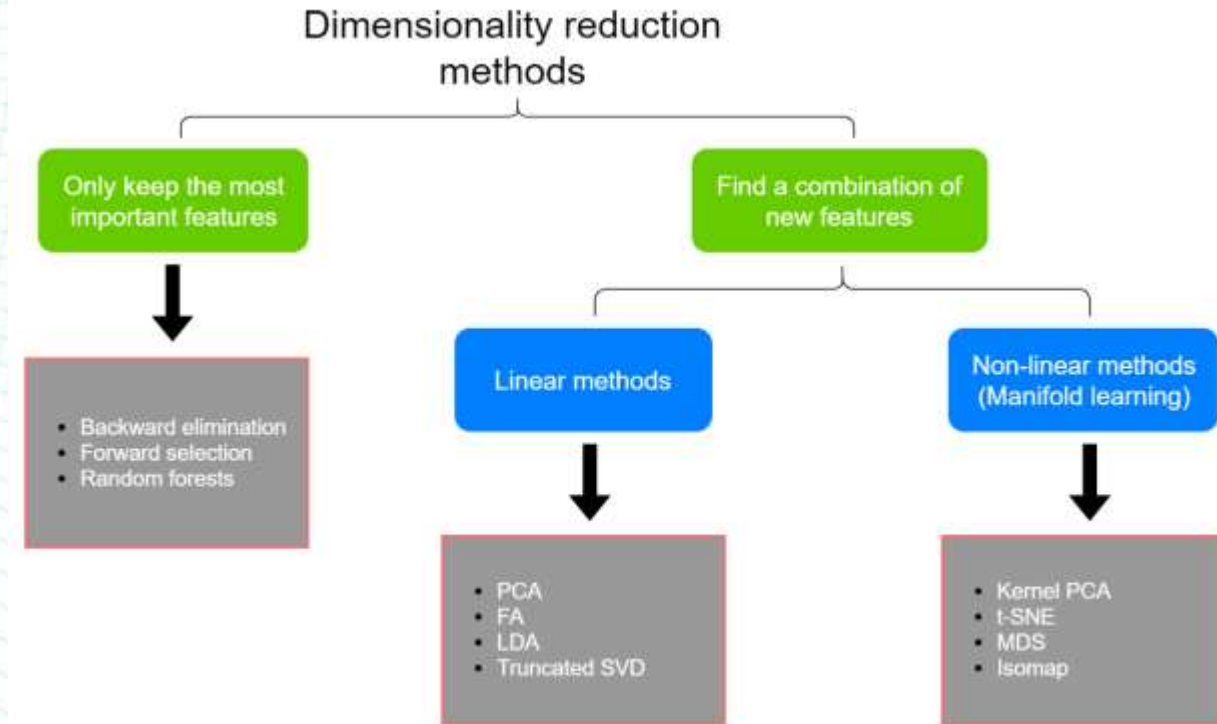 Dimensionality reduction
methods
Only keep the most
important features
Find a combination of
new features
Linear methods
Non-linear methods
(Manifold learning)
• Backward elimination
• Forward selection
• Random forests
• PCA
• FA
• LDA
• Truncated SVD
• Kernel PCA
• t-SNE
• MDS
• Isomap